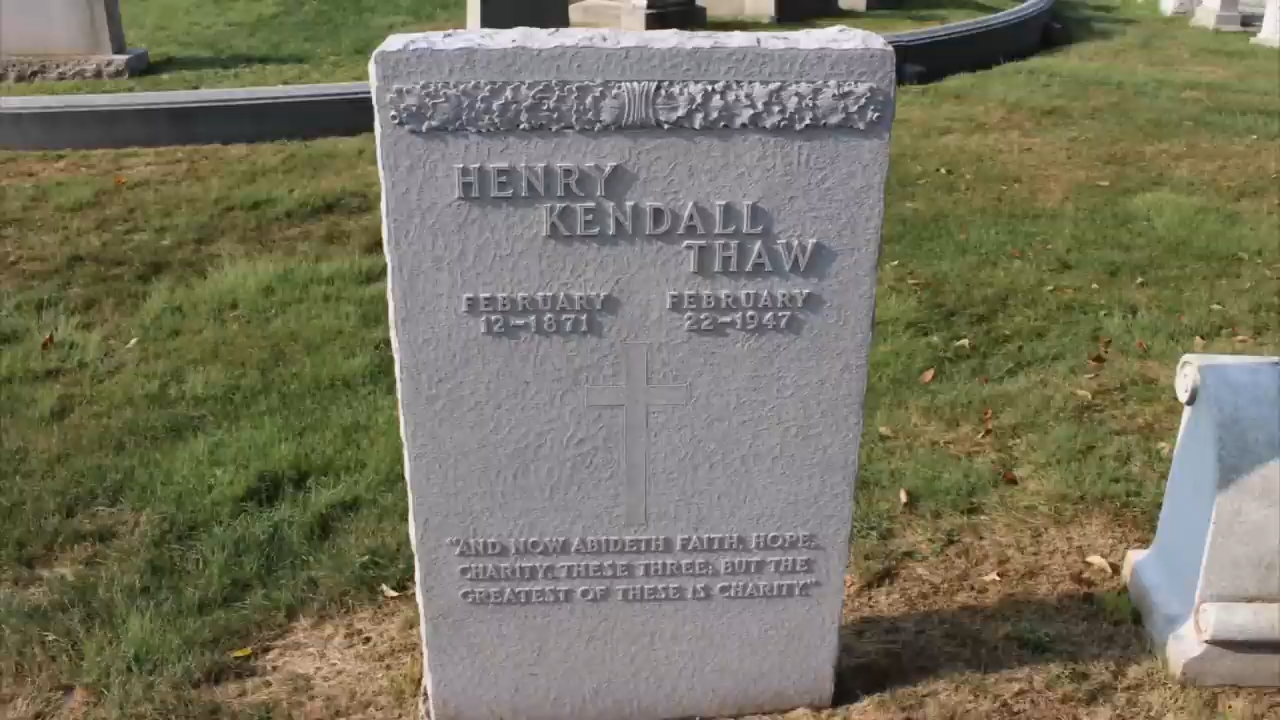 HENRY
KENDALL
THAW
FEBRUARY FEBRUARY
12-1871 22-1947
"AND NOW ABIDETH FAITH, HOPE,
CHARITY, THESE THREE; BUT THE
GREATEST OF THESE IS CHARITY."